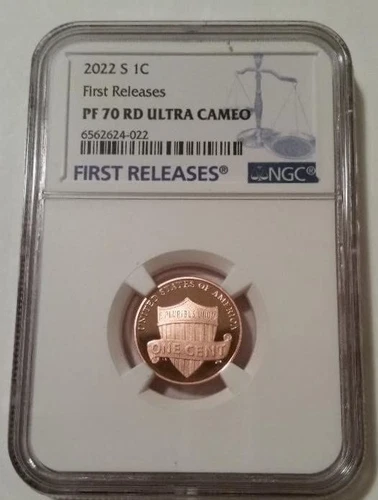 2022 S 1C
First Releases
PF 70 RD ULTRA CAMEO
6562624-022
FIRST RELEASES® NGC®
UNITED STATES OF AMERICA
E PLURIBUS UNUM
ONE CENT